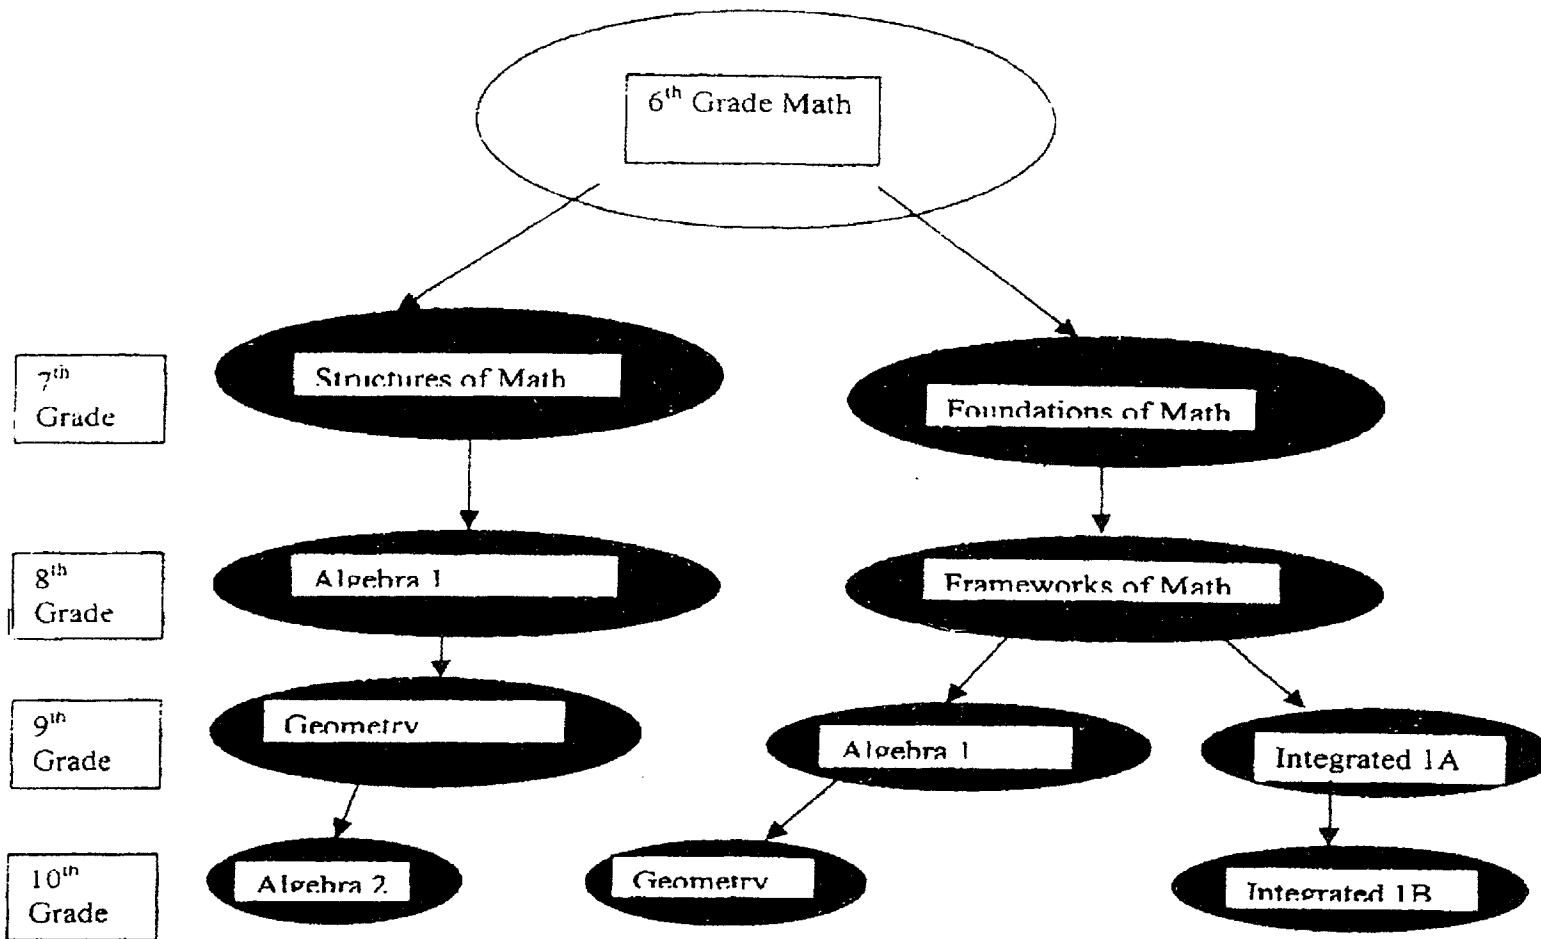 6th Grade Math
7th
Grade
Structures of Math
Foundations of Math
8th
Grade
Algebra 1
Frameworks of Math
9th
Grade
Geometry
Algebra 1
Integrated 1A
10th
Grade
Algebra 2
Geometry
Integrated 1B